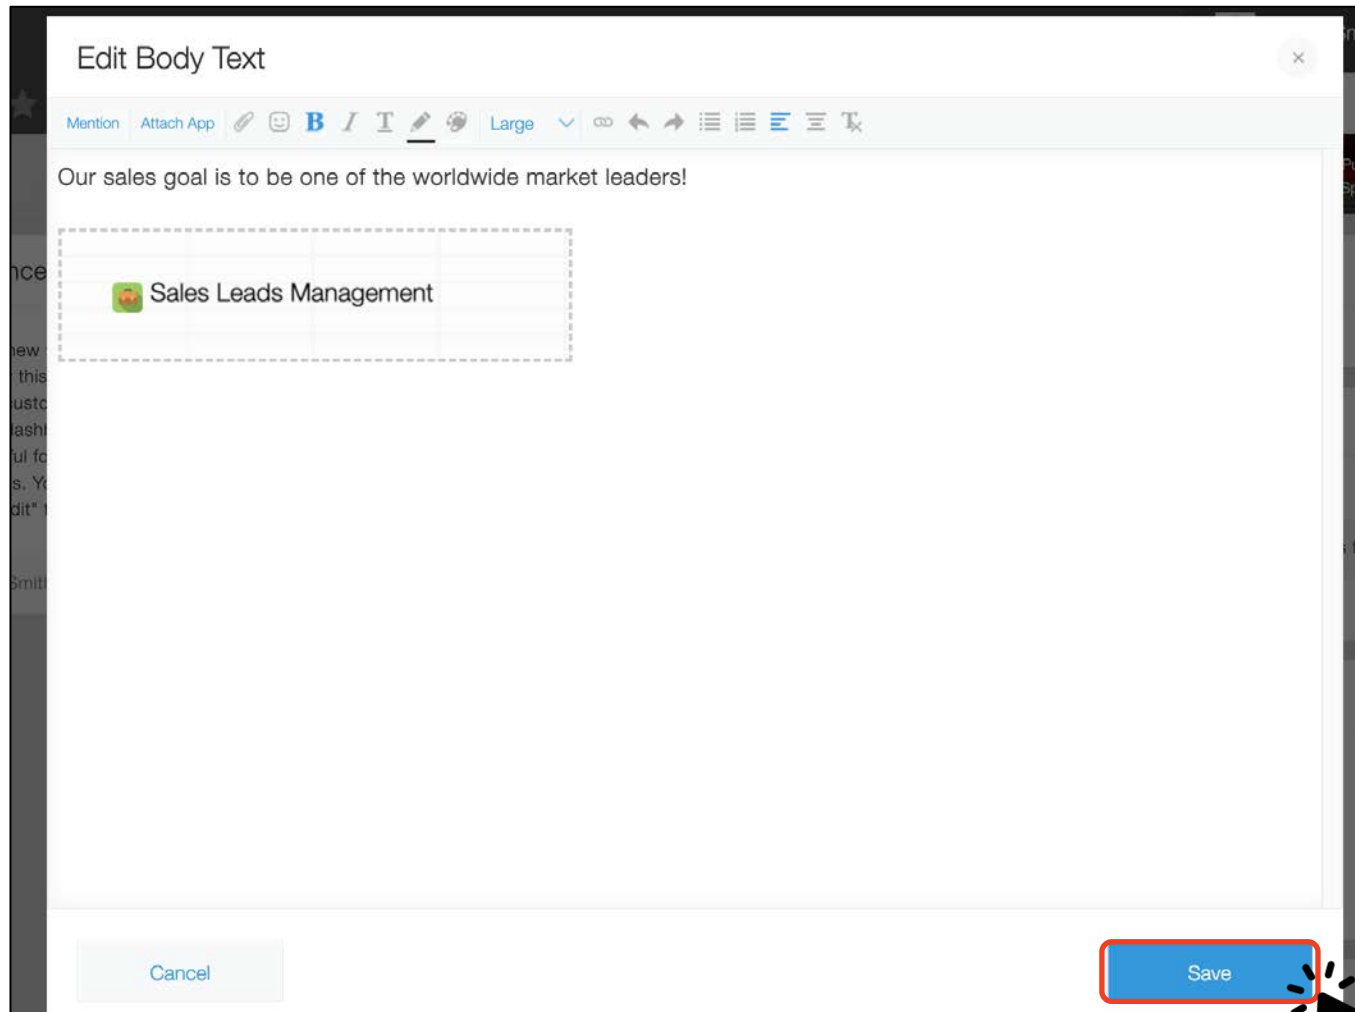 Edit Body Text
Mention Attach App B I T Large
Our sales goal is to be one of the worldwide market leaders!
Sales Leads Management
this
Cancel Save